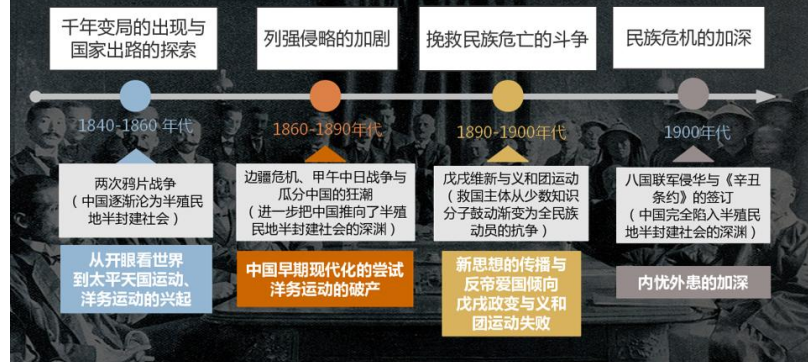 千年变局的出现与
国家出路的探索
列强侵略的加剧
挽救民族危亡的斗争
民族危机的加深
1840-1860 年代
1860-1890年代
1890-1900年代
1900年代
两次鸦片战争
（中国逐渐沦为半殖民
地半封建社会）
边疆危机、甲午中日战争与
瓜分中国的狂潮
（进一步把中国推向了半殖
民地半封建社会的深渊）
戊戌维新与义和团运动
（救国主体从少数知识
分子鼓动渐变为全民族
动员的抗争）
八国联军侵华与《辛丑
条约》的签订
（中国完全陷入半殖民
地半封建社会的深渊）
从开眼看世界
到太平天国运动、
洋务运动的兴起
中国早期现代化的尝试
洋务运动的破产
新思想的传播与
反帝爱国倾向
戊戌政变与义和
团运动失败
内忧外患的加深